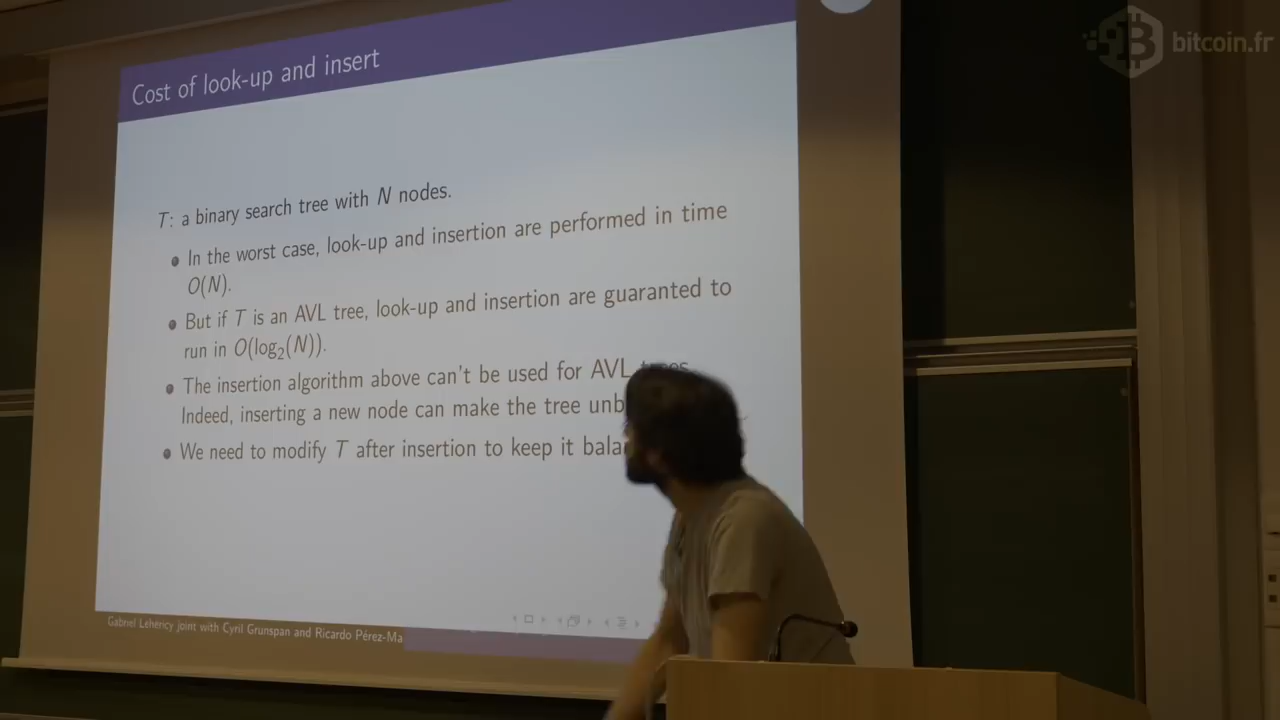 bitcoin.fr
Cost of look-up and insert
T: a binary search tree with N nodes.
In the worst case, look-up and insertion are performed in time
O(N).
But if T is an AVL tree, look-up and insertion are guaranted to
run in O(log₂(N)).
The insertion algorithm above can't be used for AVL trees
Indeed, inserting a new node can make the tree unb
We need to modify T after insertion to keep it bala
Gabriel Lehéricy joint with Cyril Grunspan and Ricardo Pérez-Ma